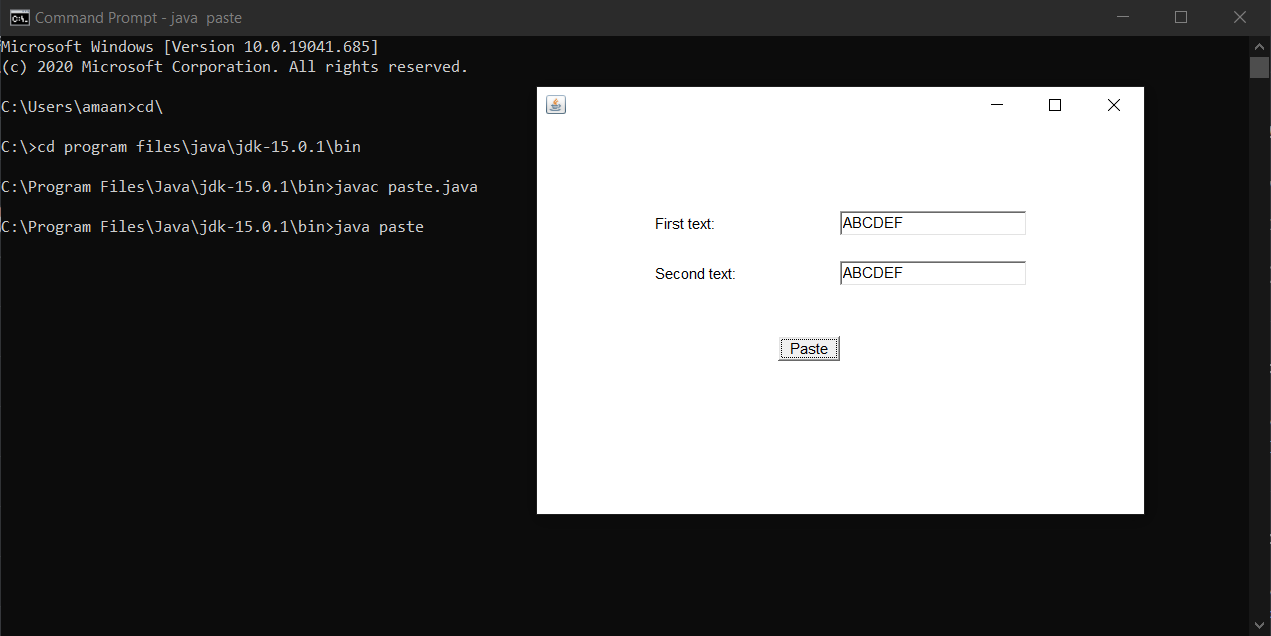 Command Prompt - java  paste
Microsoft Windows [Version 10.0.19041.685]
(c) 2020 Microsoft Corporation. All rights reserved.
C:\Users\amaan>cd\
C:\>cd program files\java\jdk-15.0.1\bin
C:\Program Files\Java\jdk-15.0.1\bin>javac paste.java
C:\Program Files\Java\jdk-15.0.1\bin>java paste
First text: ABCDEF
Second text: ABCDEF
Paste